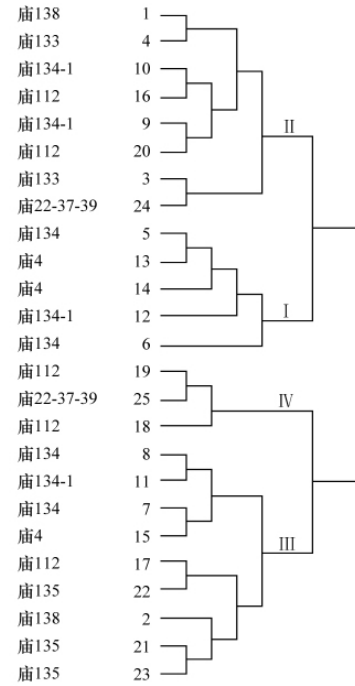 庙138 1
庙133 4
庙134-1 10
庙112 16
庙134-1 9
庙112 20
II
庙133 3
庙22-37-39 24
庙134 5
庙4 13
庙4 14
庙134-1 12
I
庙134 6
庙112 19
庙22-37-39 25
IV
庙112 18
庙134 8
庙134-1 11
庙134 7
庙4 15
III
庙112 17
庙135 22
庙138 2
庙135 21
庙135 23